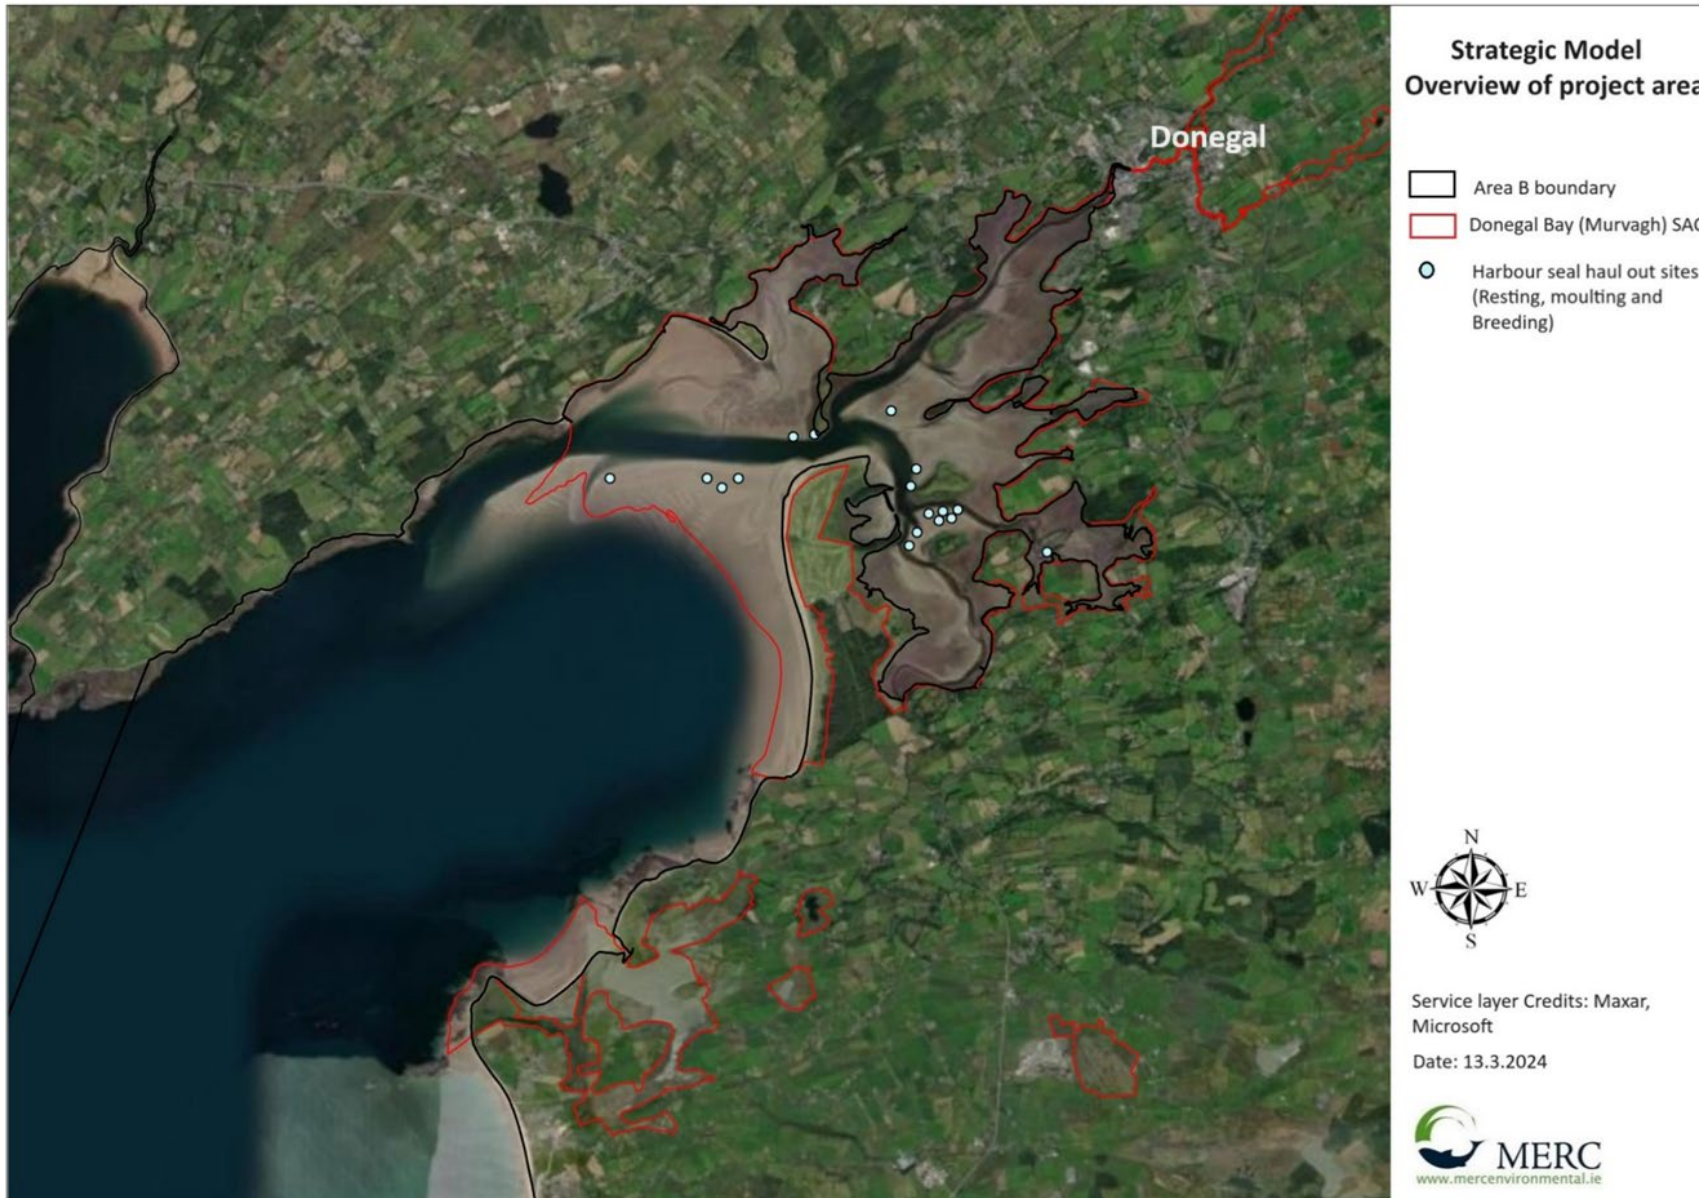 Strategic Model
Overview of project area
Donegal
Area B boundary
Donegal Bay (Murvagh) SAC
Harbour seal haul out sites
(Resting, moulting and
Breeding)
N
W E
S
Service layer Credits: Maxar,
Microsoft
Date: 13.3.2024
MERC
www.mercenvironmental.ie